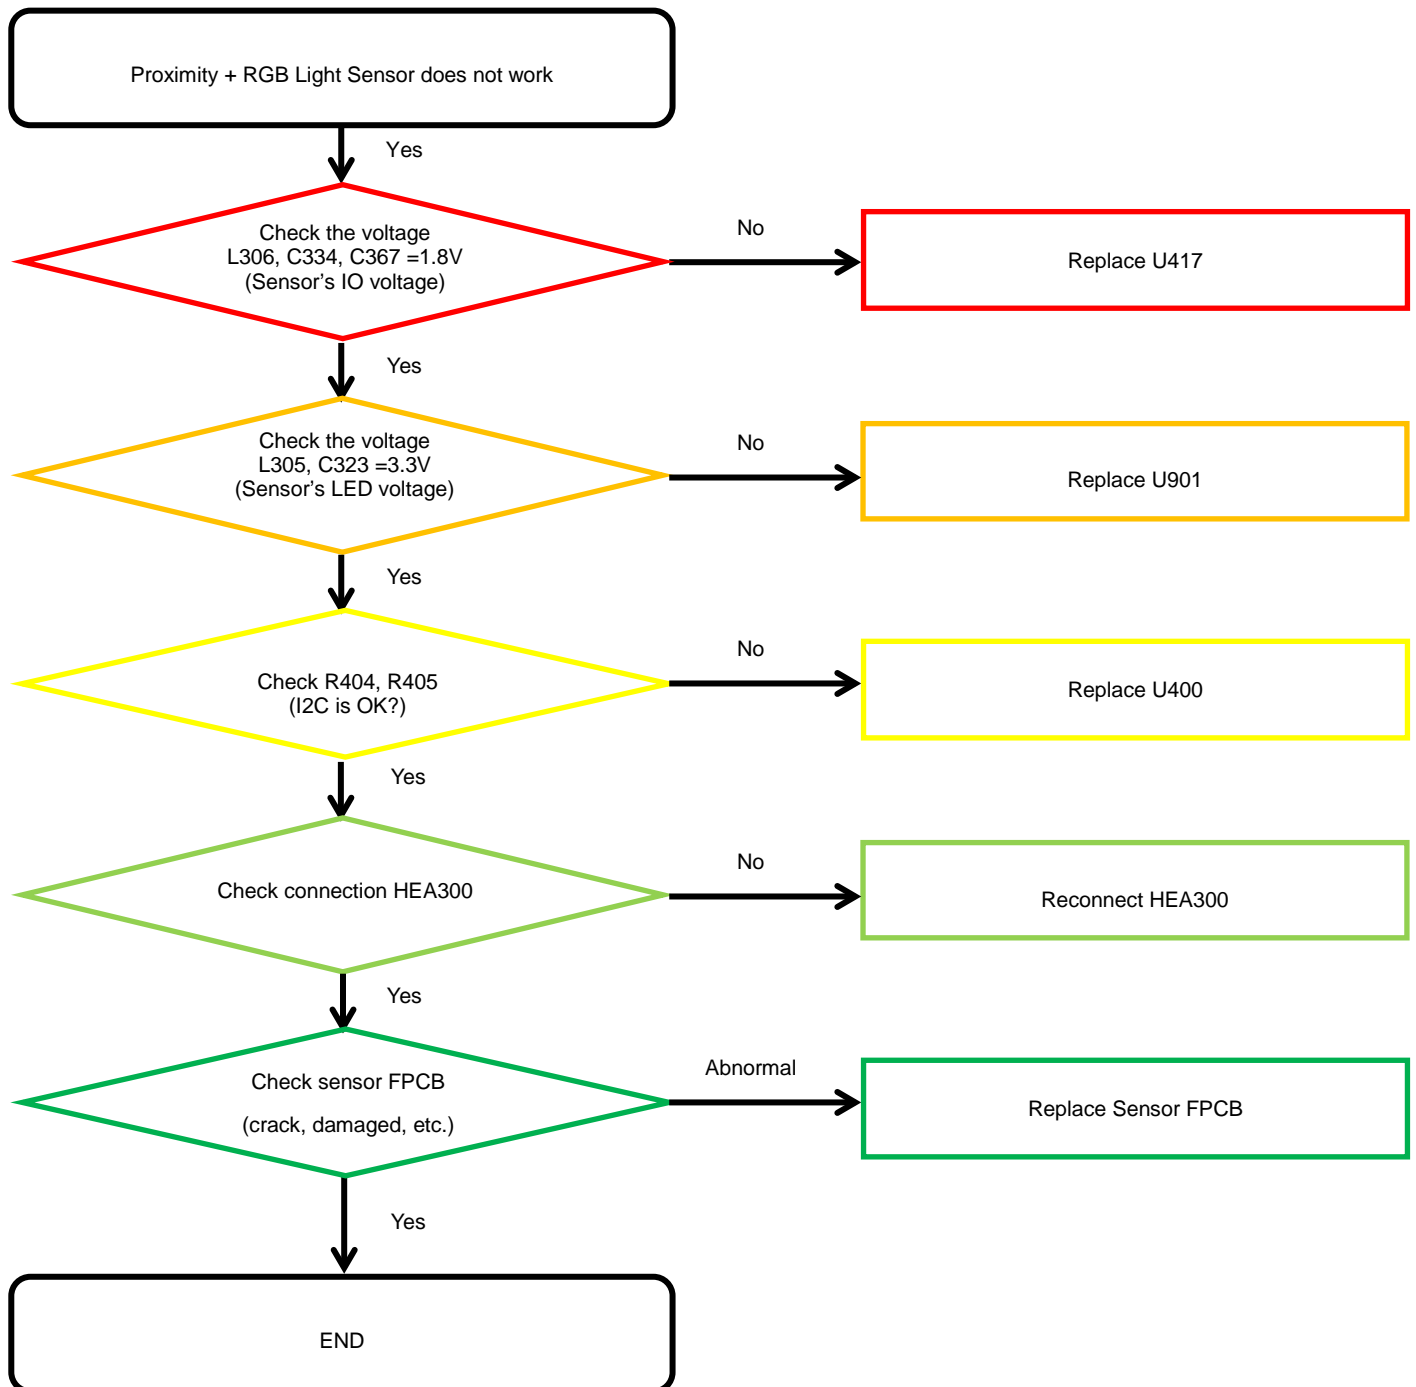 Proximity + RGB Light Sensor does not work
Yes
Check the voltage
L306, C334, C367 =1.8V
(Sensor's IO voltage)
No
Replace U417
Yes
Check the voltage
L305, C323 =3.3V
(Sensor's LED voltage)
No
Replace U901
Yes
Check R404, R405
(I2C is OK?)
No
Replace U400
Yes
Check connection HEA300
No
Reconnect HEA300
Yes
Check sensor FPCB
(crack, damaged, etc.)
Abnormal
Replace Sensor FPCB
Yes
END